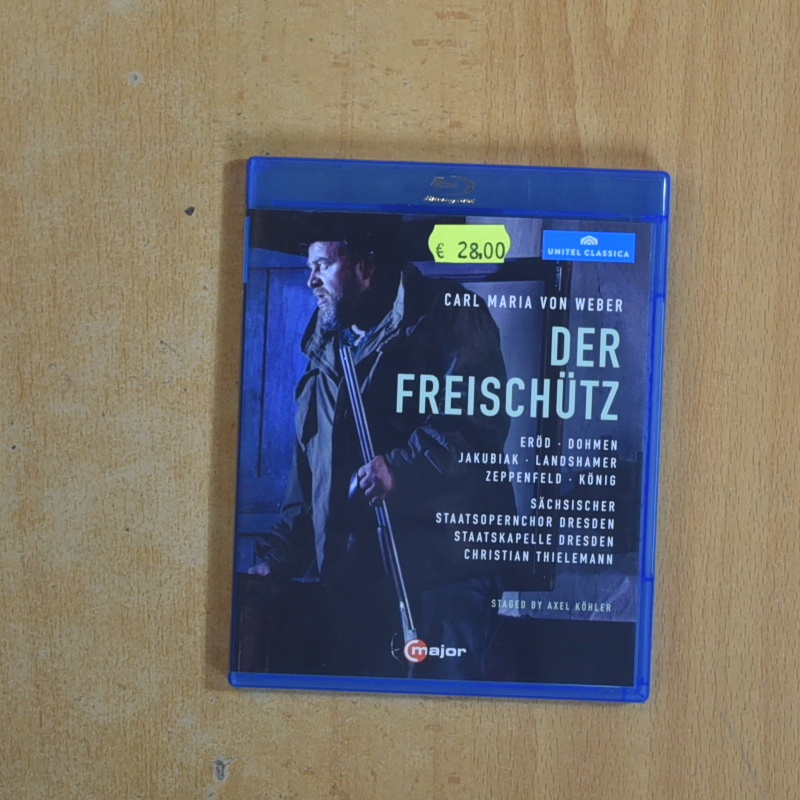 € 28,00
UNITEL CLASSICA
CARL MARIA VON WEBER
DER
FREISCHÜTZ
ERÖD · DOHMEN
JAKUBIAK · LANDSHAMER
ZEPPENFELD · KÖNIG
SÄCHSISCHER
STAATSOPERNCHOR DRESDEN
STAATSKAPELLE DRESDEN
CHRISTIAN THIELEMANN
STAGED BY AXEL KÖHLER
C major